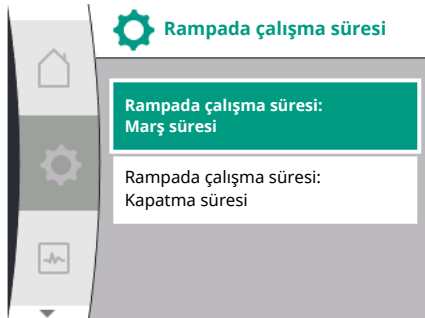 Rampada çalışma süresi
Rampada çalışma süresi:
Marş süresi
Rampada çalışma süresi:
Kapatma süresi